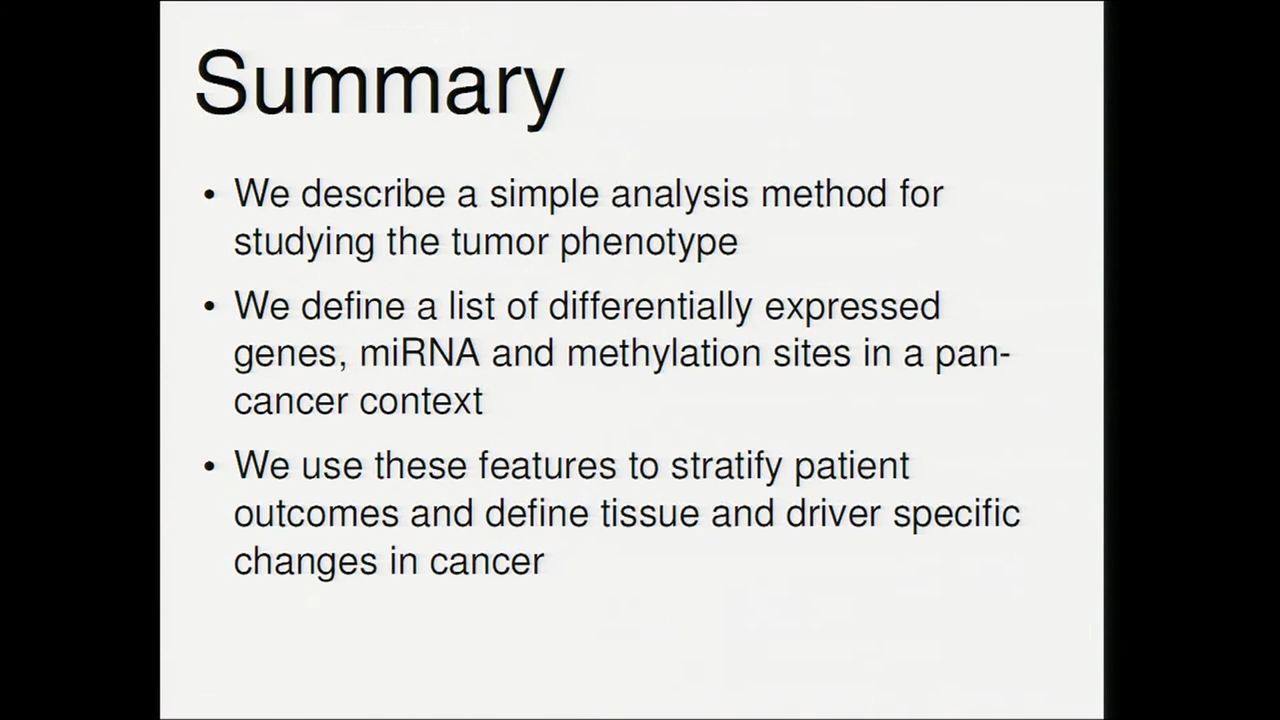 Summary
• We describe a simple analysis method for
studying the tumor phenotype
• We define a list of differentially expressed
genes, miRNA and methylation sites in a pan-
cancer context
• We use these features to stratify patient
outcomes and define tissue and driver specific
changes in cancer